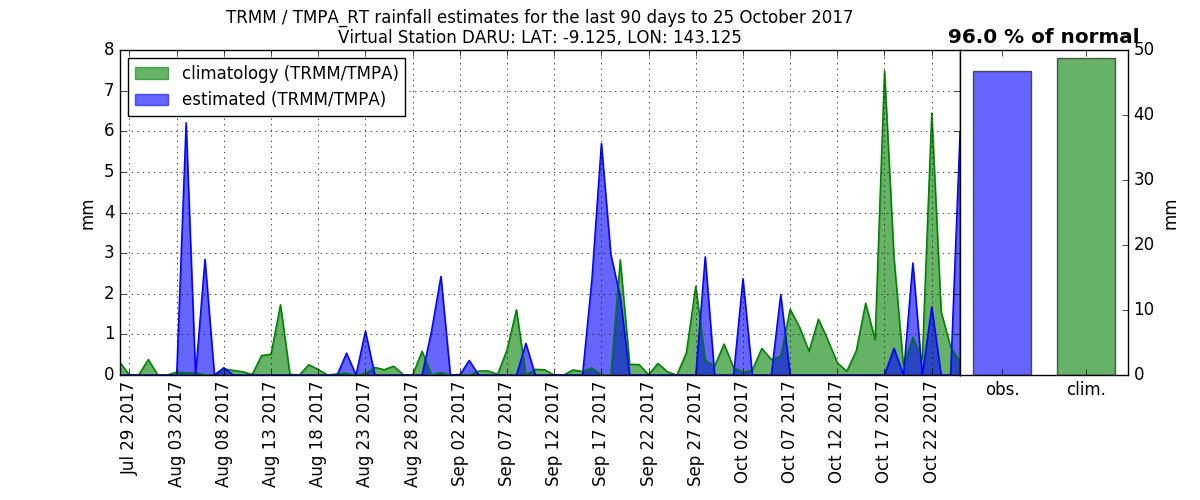 TRMM / TMPA_RT rainfall estimates for the last 90 days to 25 October 2017
Virtual Station DARU: LAT: -9.125, LON: 143.125
96.0 % of normal
climatology (TRMM/TMPA)
estimated (TRMM/TMPA)
8
7
6
5
4
3
2
1
0
mm
50
40
30
20
10
0
mm
Jul 29 2017
Aug 03 2017
Aug 08 2017
Aug 13 2017
Aug 18 2017
Aug 23 2017
Aug 28 2017
Sep 02 2017
Sep 07 2017
Sep 12 2017
Sep 17 2017
Sep 22 2017
Sep 27 2017
Oct 02 2017
Oct 07 2017
Oct 12 2017
Oct 17 2017
Oct 22 2017
obs.
clim.